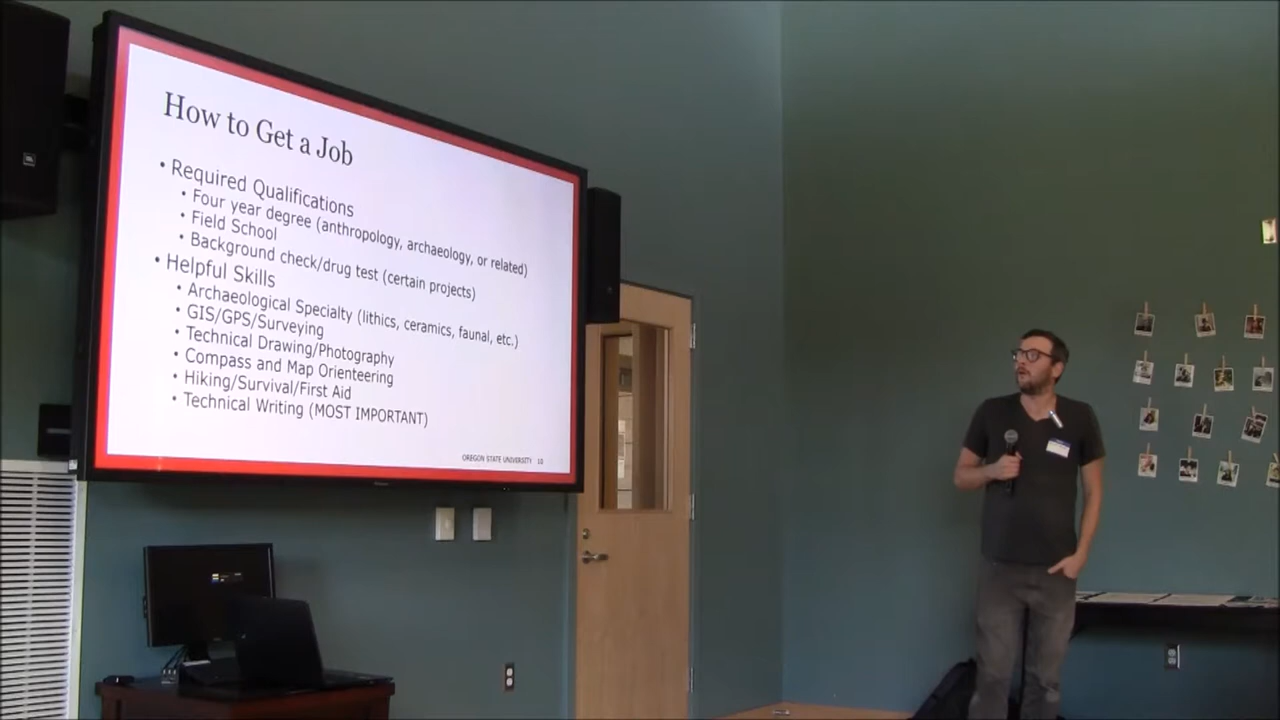 How to Get a Job
• Required Qualifications
• Four year degree (anthropology, archaeology, or related)
• Field School
• Background check/drug test (certain projects)
• Helpful Skills
• Archaeological Specialty (lithics, ceramics, faunal, etc.)
• GIS/GPS/Surveying
• Technical Drawing/Photography
• Compass and Map Orienteering
• Hiking/Survival/First Aid
• Technical Writing (MOST IMPORTANT)
OREGON STATE UNIVERSITY 10
JBL